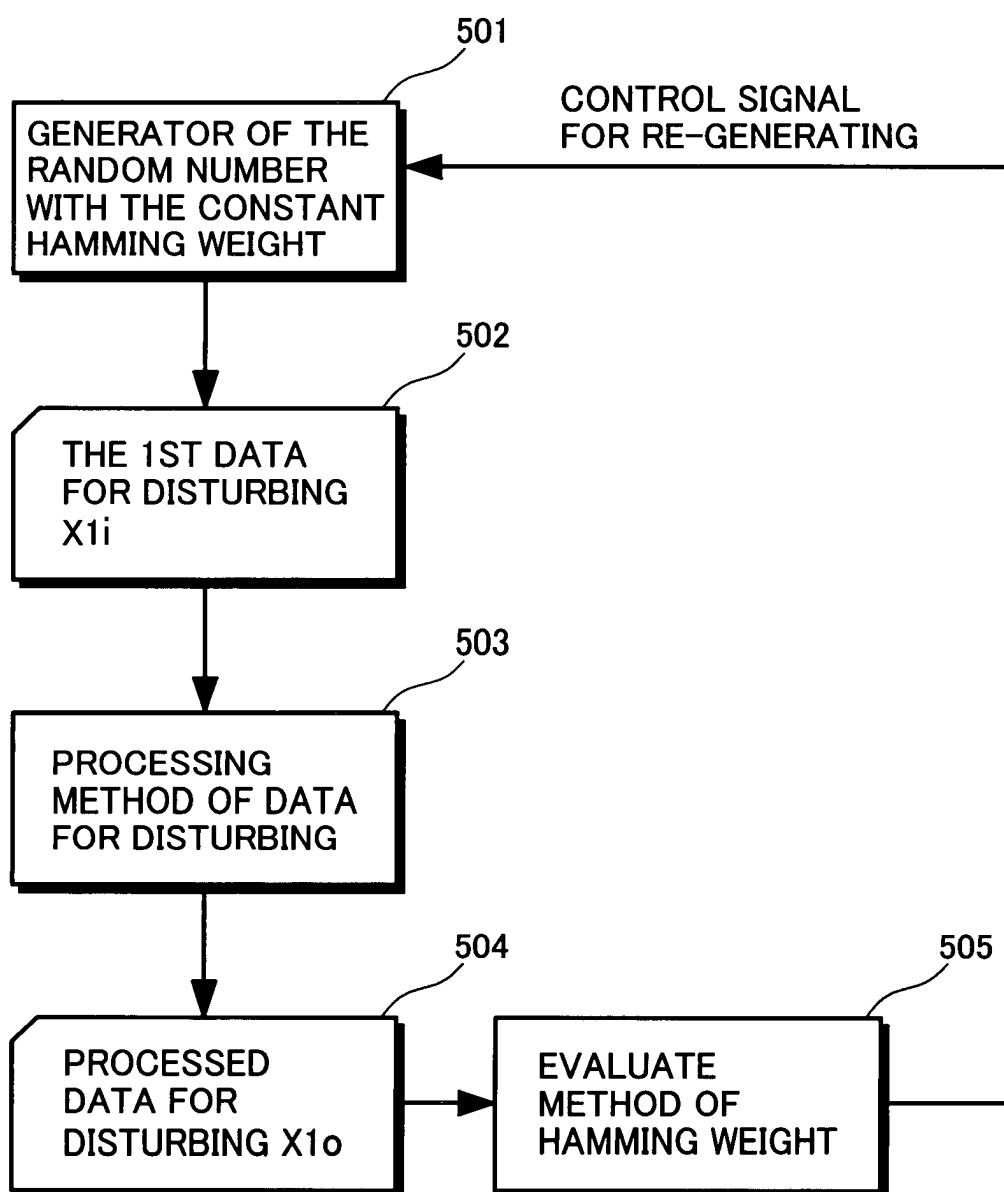 501
CONTROL SIGNAL
FOR RE-GENERATING
GENERATOR OF THE
RANDOM NUMBER
WITH THE CONSTANT
HAMMING WEIGHT
502
THE 1ST DATA
FOR DISTURBING
X1i
503
PROCESSING
METHOD OF DATA
FOR DISTURBING
504
PROCESSED
DATA FOR
DISTURBING X1o
505
EVALUATE
METHOD OF
HAMMING WEIGHT